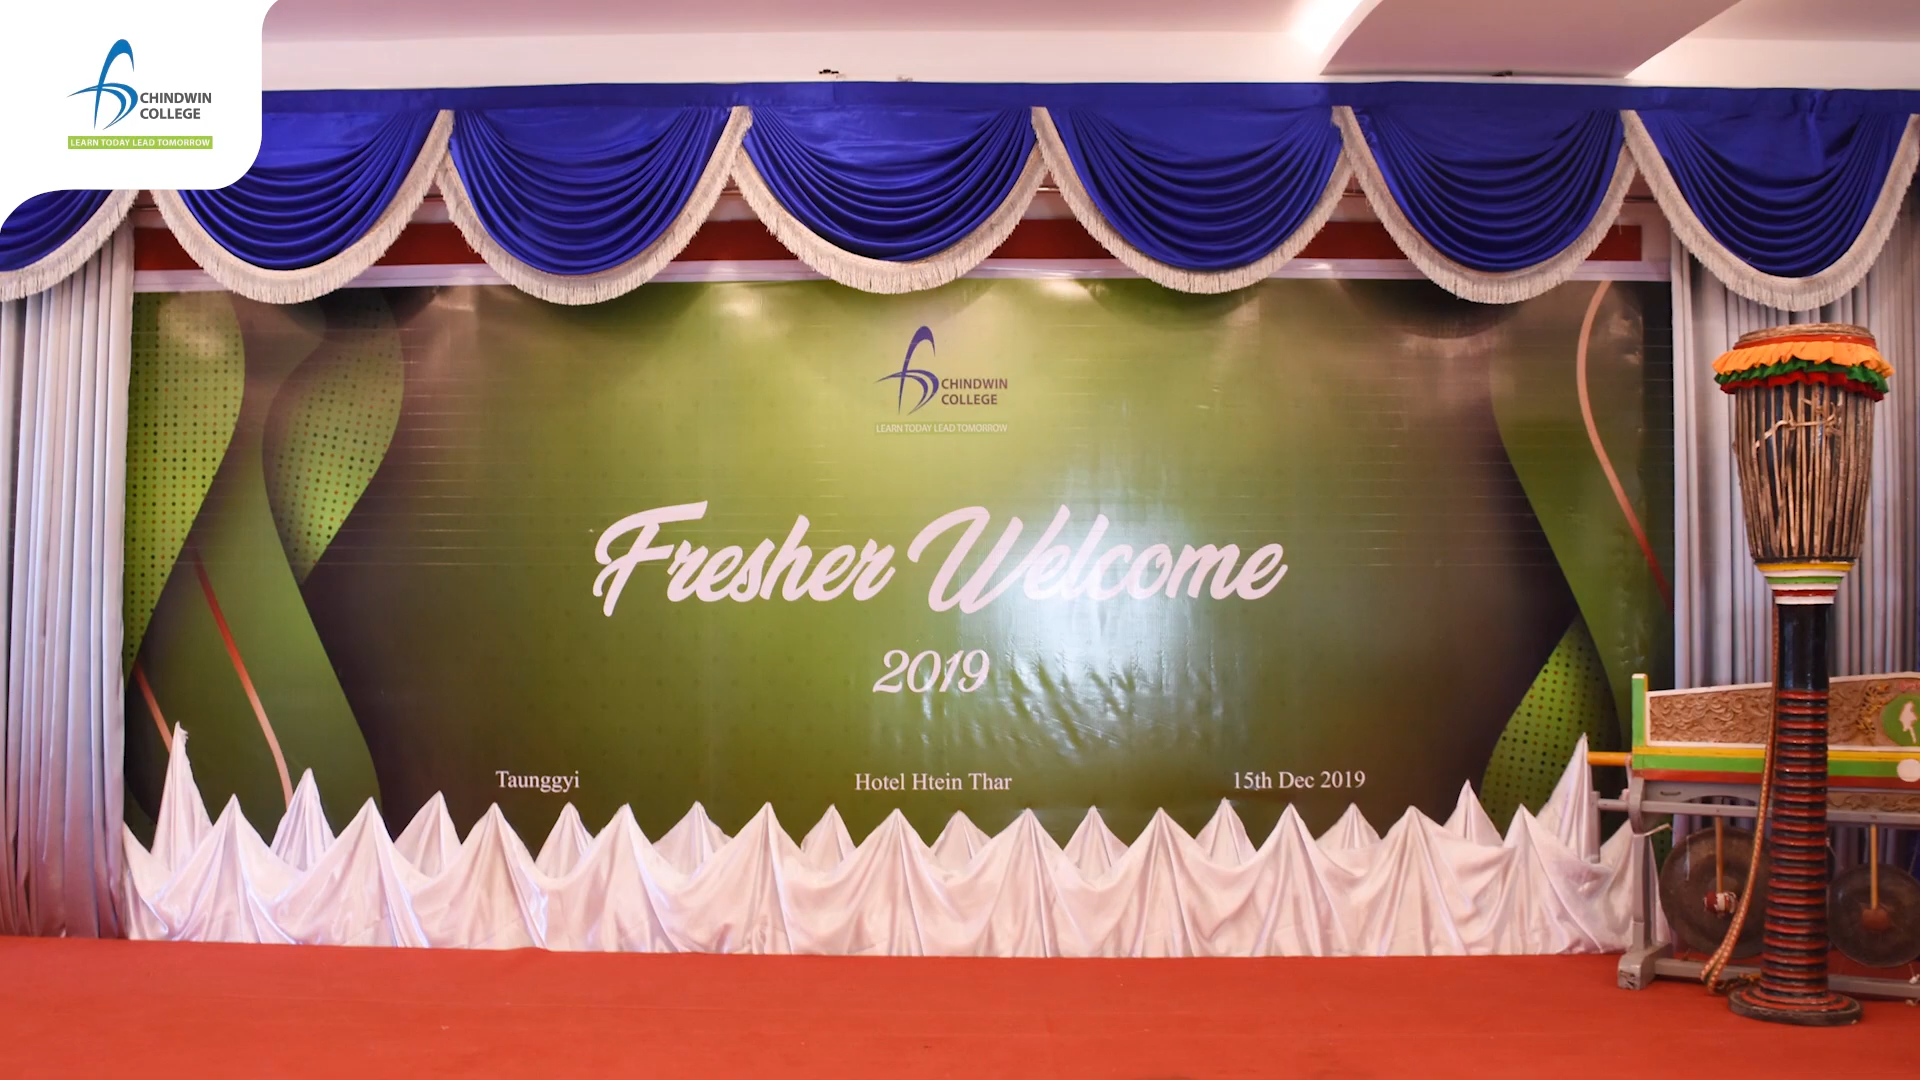 CHINDWIN
COLLEGE
LEARN TODAY LEAD TOMORROW
CHINDWIN
COLLEGE
LEARN TODAY LEAD TOMORROW
Fresher Welcome
2019
Taunggyi
Hotel Htein Thar
15th Dec 2019